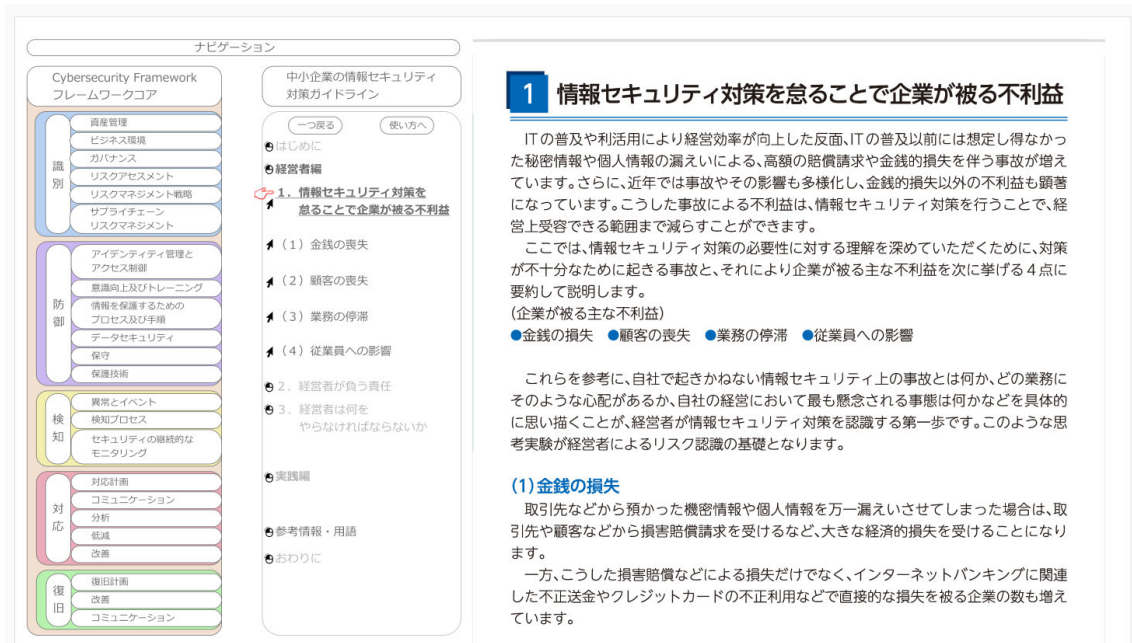 ナビゲーション
Cybersecurity Framework
フレームワークコア
識別
資産管理
ビジネス環境
ガバナンス
リスクアセスメント
リスクマネジメント戦略
サプライチェーン
リスクマネジメント
防御
アイデンティティ管理と
アクセス制御
意識向上及びトレーニング
情報を保護するための
プロセス及び手順
データセキュリティ
保守
保護技術
検知
異常とイベント
検知プロセス
セキュリティの継続的な
モニタリング
対応
対応計画
コミュニケーション
分析
低減
改善
復旧
復旧計画
改善
コミュニケーション
中小企業の情報セキュリティ
対策ガイドライン
一つ戻る
使い方へ
はじめに
経営者編
1．情報セキュリティ対策を
怠ることで企業が被る不利益
（1）金銭の喪失
（2）顧客の喪失
（3）業務の停滞
（4）従業員への影響
2．経営者が負う責任
3．経営者は何を
やらなければならないか
実践編
参考情報・用語
おわりに
1 情報セキュリティ対策を怠ることで企業が被る不利益
ITの普及や利活用により経営効率が向上した反面、ITの普及以前には想定し得なかっ
た秘密情報や個人情報の漏えいによる、高額の賠償請求や金銭的損失を伴う事故が増え
ています。さらに、近年では事故やその影響も多様化し、金銭的損失以外の不利益も顕著
になっています。こうした事故による不利益は、情報セキュリティ対策を行うことで、経
営上受容できる範囲まで減らすことができます。
ここでは、情報セキュリティ対策の必要性に対する理解を深めていただくために、対策
が不十分なために起きる事故と、それにより企業が被る主な不利益を次に挙げる４点に
要約して説明します。
(企業が被る主な不利益)
●金銭の損失　●顧客の喪失　●業務の停滞　●従業員への影響
これらを参考に、自社で起きかねない情報セキュリティ上の事故とは何か、どの業務に
そのような心配があるか、自社の経営において最も懸念される事態は何かなどを具体的
に思い描くことが、経営者が情報セキュリティ対策を認識する第一歩です。このような思
考実験が経営者によるリスク認識の基礎となります。
(1)金銭の損失
取引先などから預かった機密情報や個人情報を万一漏えいさせてしまった場合は、取
引先や顧客などから損害賠償請求を受けるなど、大きな経済的損失を受けることになり
ます。
一方、こうした損害賠償などによる損失だけでなく、インターネットバンキングに関連
した不正送金やクレジットカードの不正利用などで直接的な損失を被る企業の数も増え
ています。